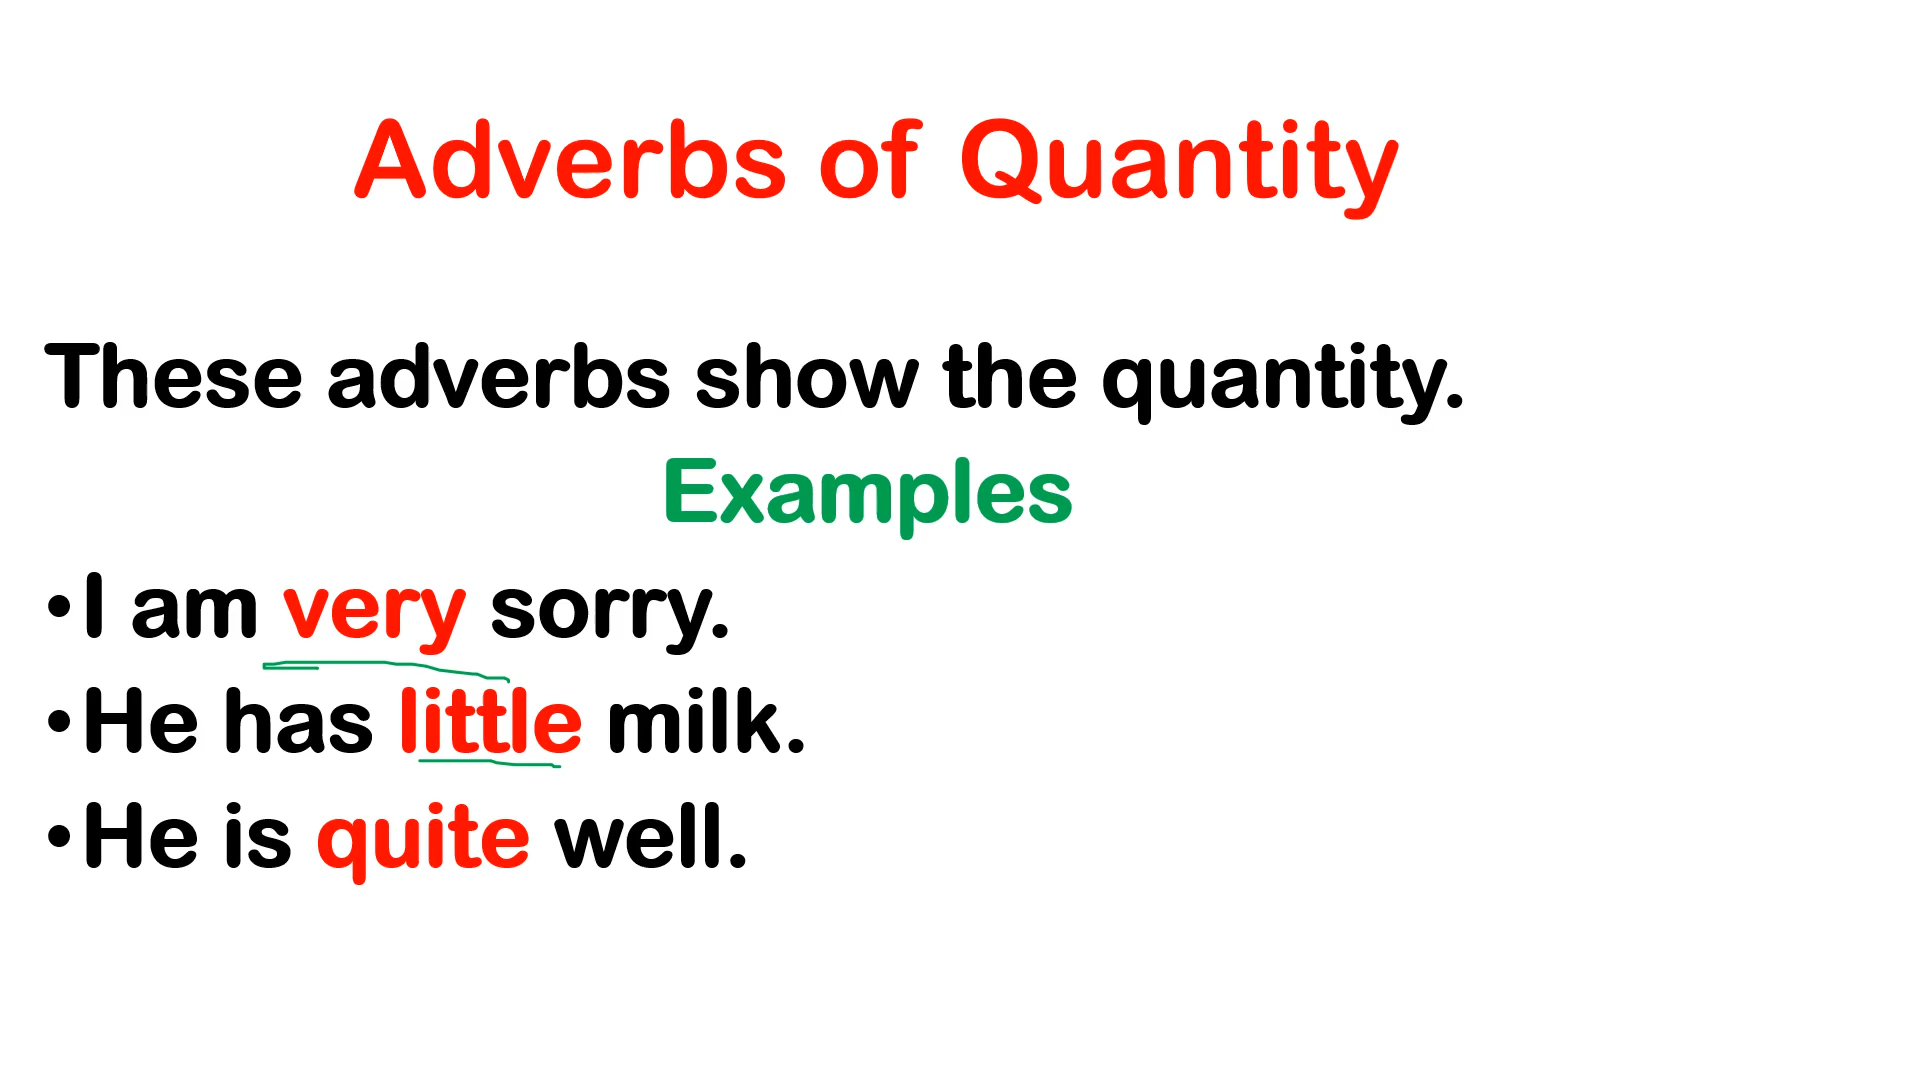 Adverbs of Quantity
These adverbs show the quantity.
Examples
•I am very sorry.
•He has little milk.
•He is quite well.